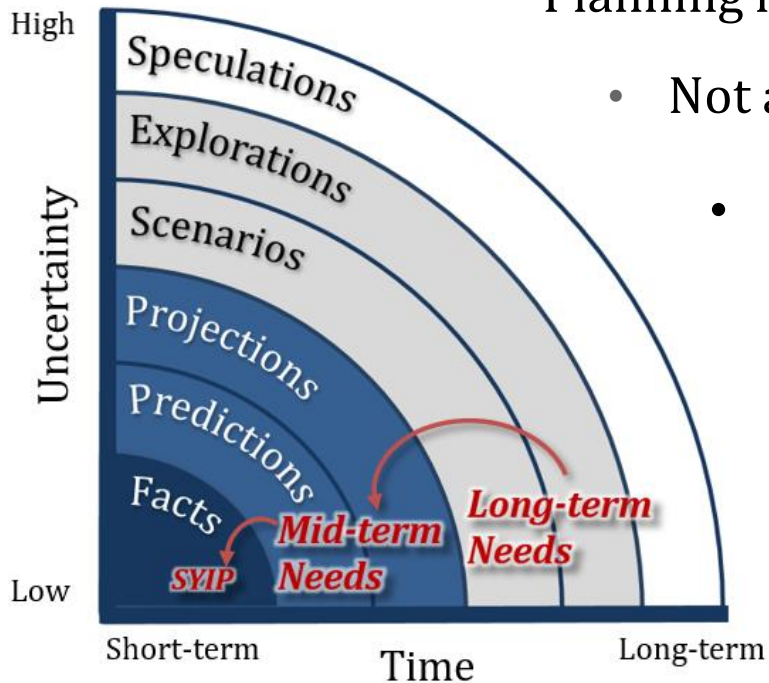 High
Planning
• Not a
•
Speculations
Explorations
Scenarios
Projections
Predictions
Facts
Uncertainty
Long-term
Needs
Mid-term
Needs
SYIP
Low
Short-term
Time
Long-term